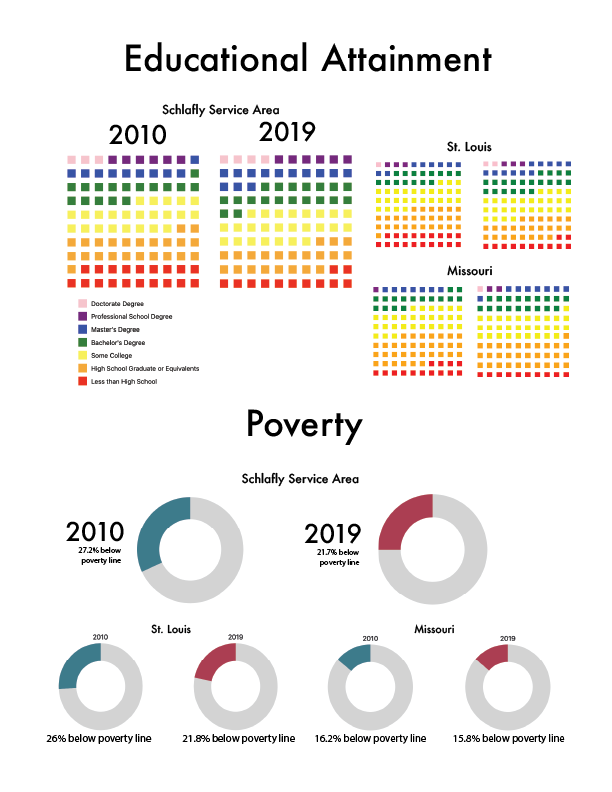 Educational Attainment
Schlafly Service Area
2010
2019
St. Louis
Missouri
Doctorate Degree
Professional School Degree
Master's Degree
Bachelor's Degree
Some College
High School Graduate or Equivalents
Less than High School
Poverty
Schlafly Service Area
2010
27.2% below
poverty line
2019
21.7% below
poverty line
St. Louis
Missouri
2010
2019
2010
2019
26% below poverty line
21.8% below poverty line
16.2% below poverty line
15.8% below poverty line